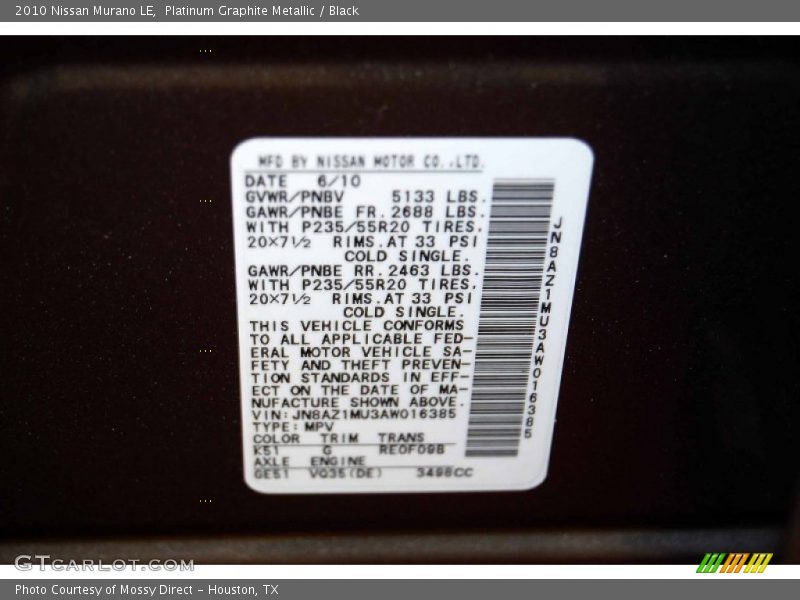 2010 Nissan Murano LE,  Platinum Graphite Metallic / Black
MFD BY NISSAN MOTOR CO.,LTD.
DATE 6/10
GVWR/PNBV 5133 LBS.
GAWR/PNBE FR. 2688 LBS.
WITH P235/55R20 TIRES.
20×7½ RIMS.AT 33 PSI
COLD SINGLE.
GAWR/PNBE RR. 2463 LBS.
WITH P235/55R20 TIRES.
20×7½ RIMS.AT 33 PSI
COLD SINGLE.
THIS VEHICLE CONFORMS
TO ALL APPLICABLE FED-
ERAL MOTOR VEHICLE SA-
FETY AND THEFT PREVEN-
TION STANDARDS IN EFF-
ECT ON THE DATE OF MA-
NUFACTURE SHOWN ABOVE.
VIN:JN8AZ1MU3AW016385
TYPE:MPV
COLOR TRIM TRANS
K51 G RE0F09B
AXLE ENGINE
GE51 VQ35(DE) 3498CC
JN8AZ1MU3AW016385
GTCARLOT.COM
Photo Courtesy of Mossy Direct - Houston, TX